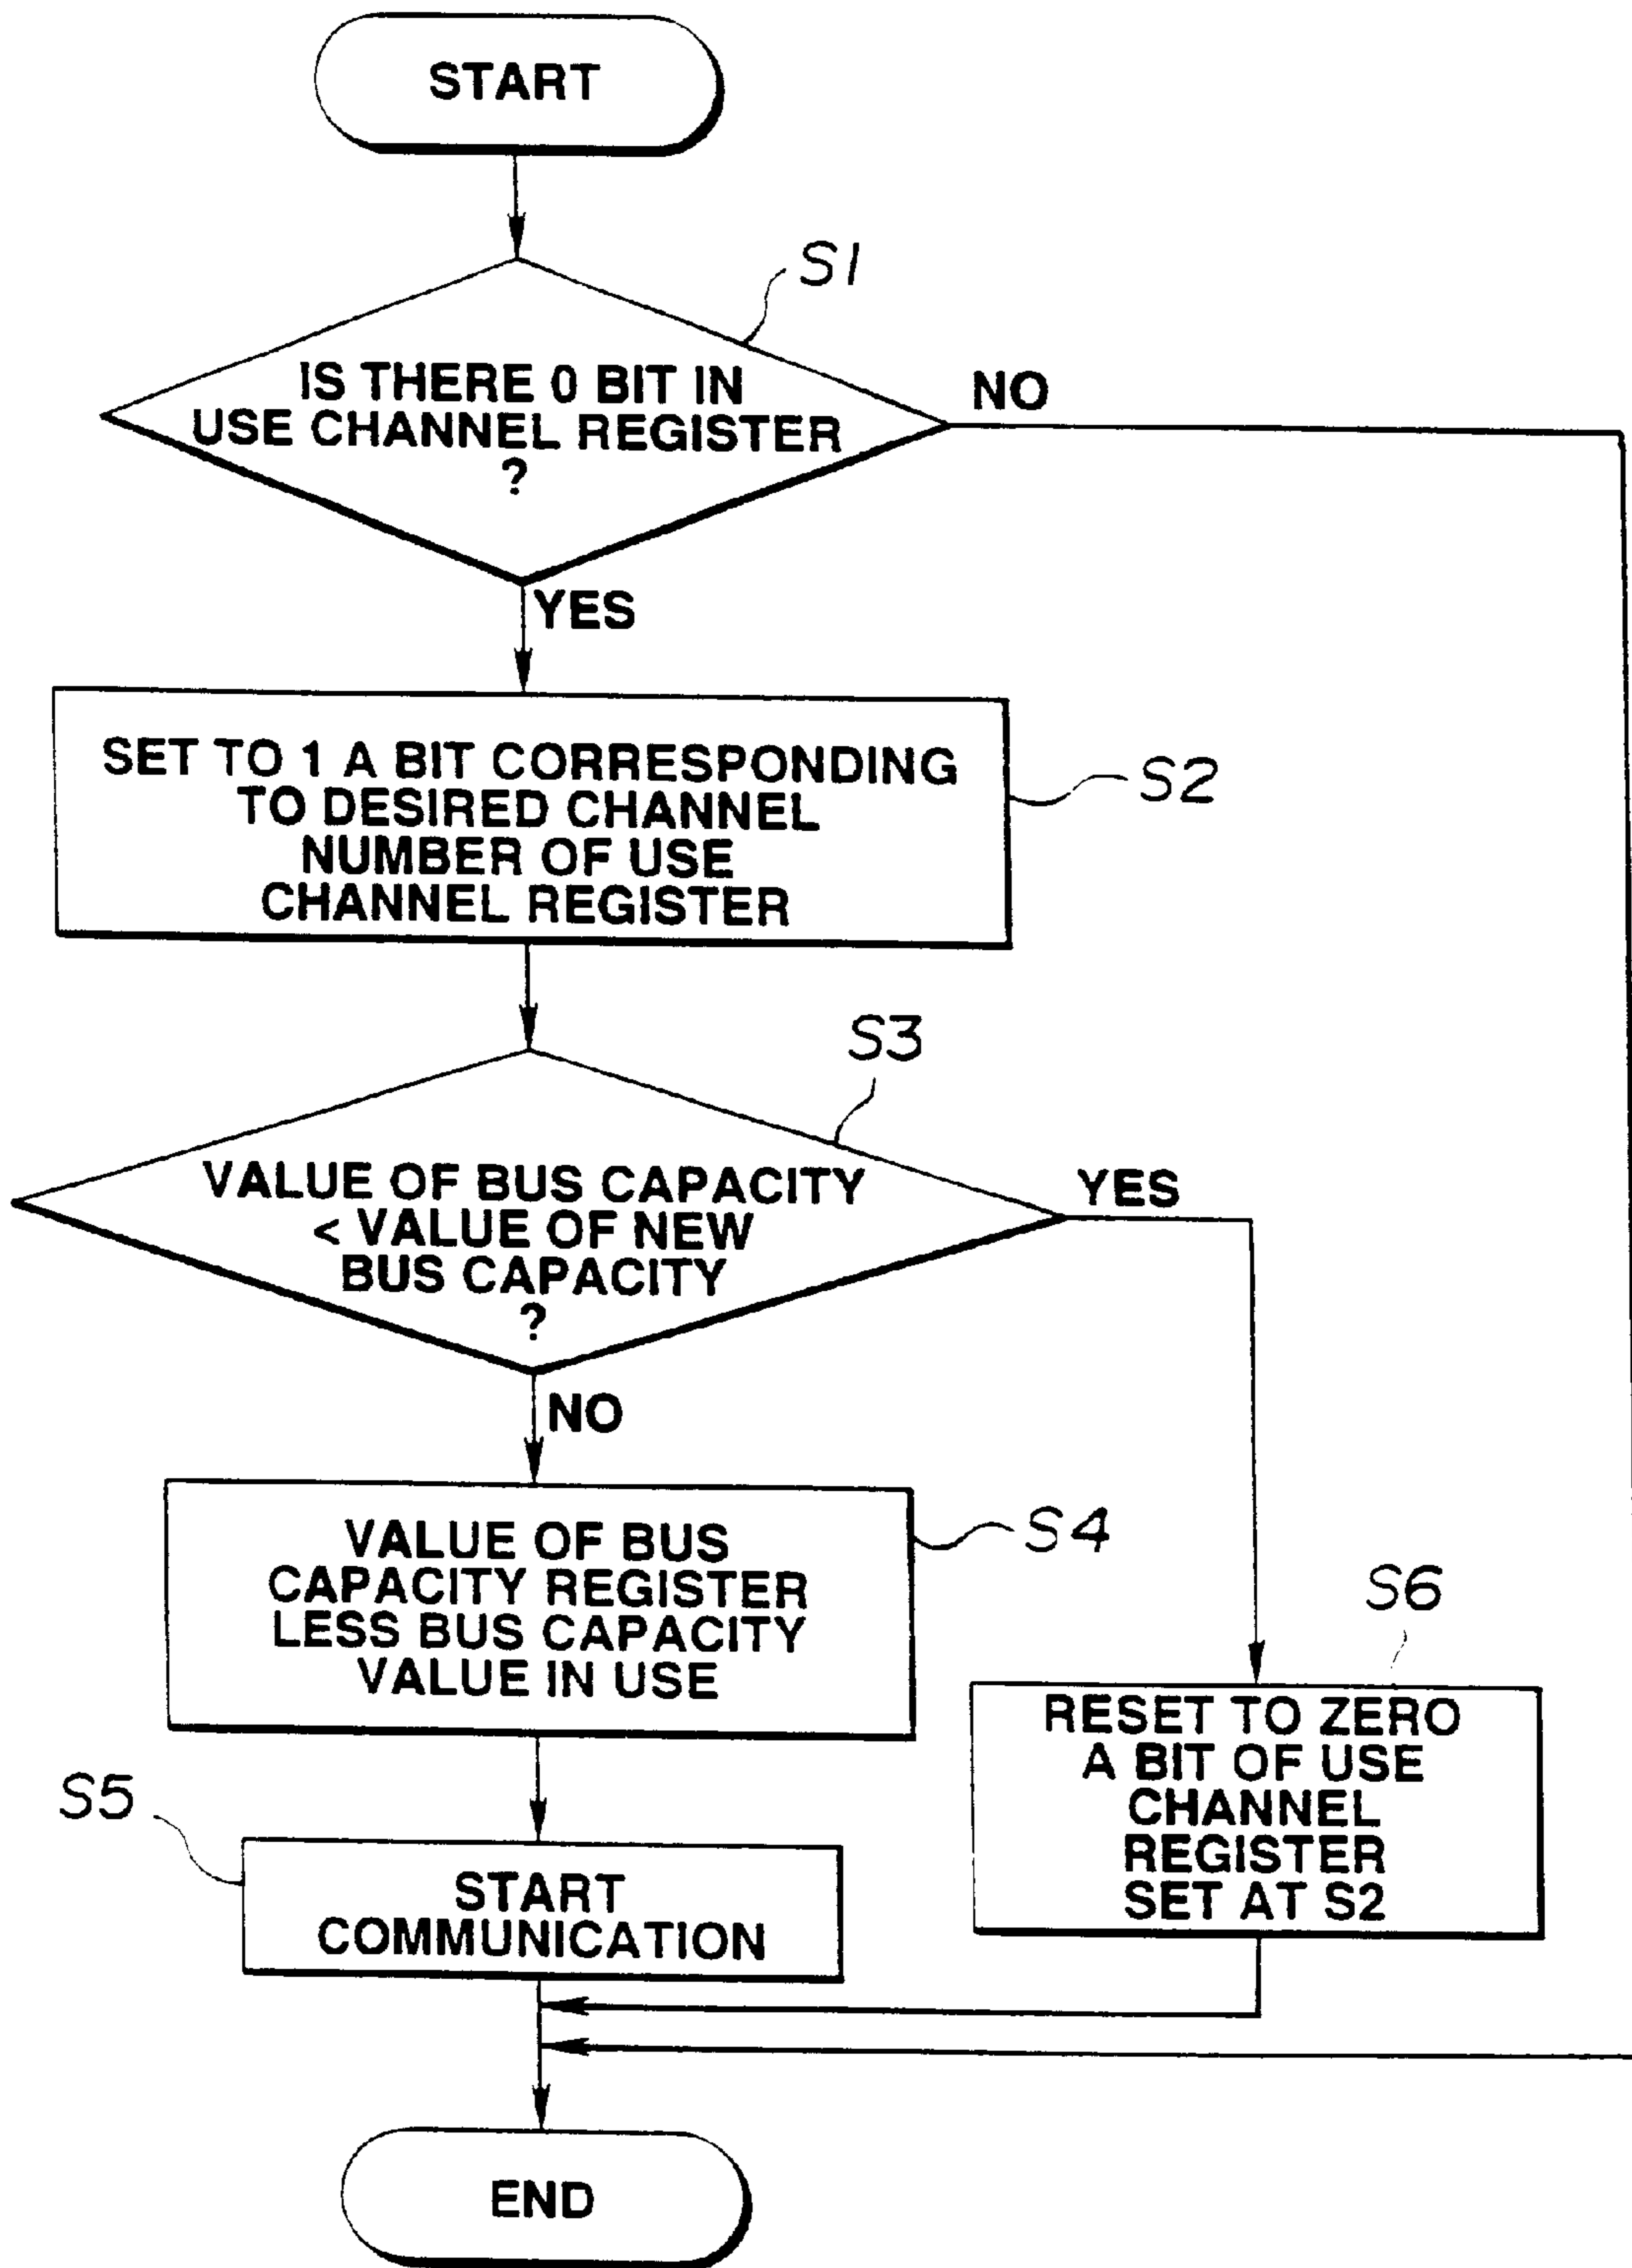 START
S1
IS THERE 0 BIT IN
USE CHANNEL REGISTER
?
NO
YES
SET TO 1 A BIT CORRESPONDING
TO DESIRED CHANNEL
NUMBER OF USE
CHANNEL REGISTER
S2
S3
VALUE OF BUS CAPACITY
< VALUE OF NEW
BUS CAPACITY
?
YES
NO
VALUE OF BUS
CAPACITY REGISTER
LESS BUS CAPACITY
VALUE IN USE
S4
S6
RESET TO ZERO
A BIT OF USE
CHANNEL
REGISTER
SET AT S2
S5
START
COMMUNICATION
END